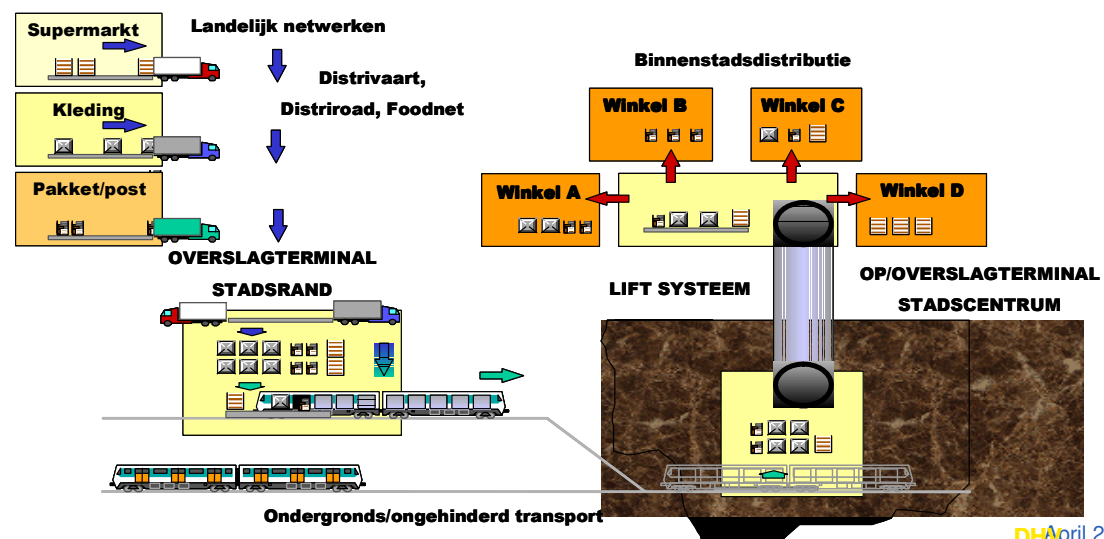 Supermarkt
Landelijk netwerken
Distrivaart,
Distriroad, Foodnet
Kleding
Pakket/post
OVERSLAGTERMINAL
STADSRAND
Binnenstadsdistributie
Winkel B
Winkel C
Winkel A
Winkel D
LIFT SYSTEEM
OP/OVERSLAGTERMINAL
STADSCENTRUM
Ondergronds/ongehinderd transport
DHV
April 2